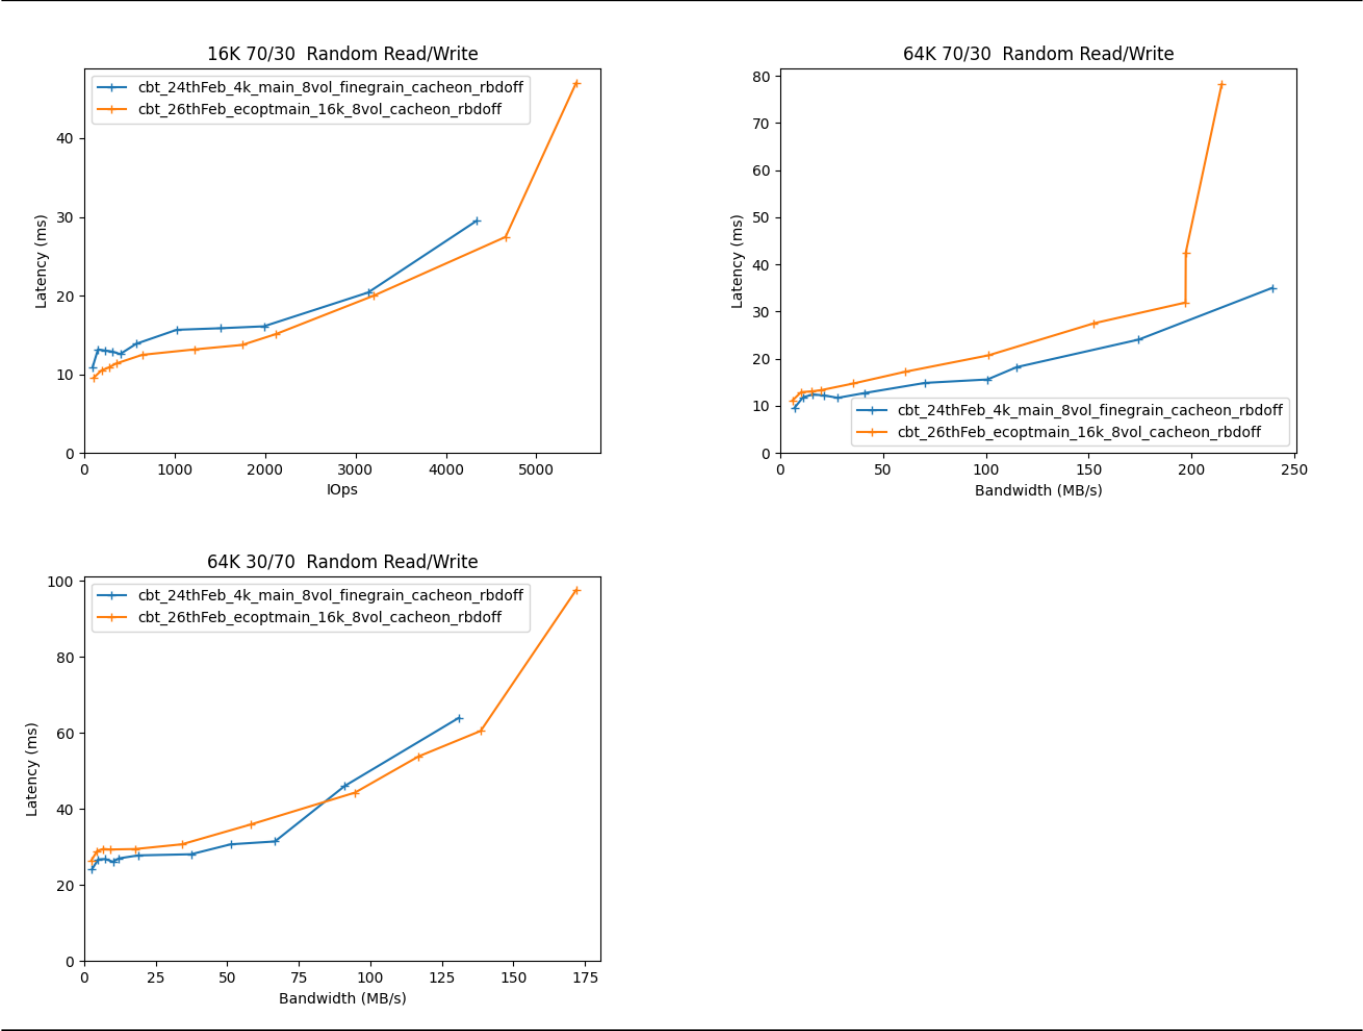 16K 70/30  Random Read/Write
cbt_24thFeb_4k_main_8vol_finegrain_cacheon_rbdoff
cbt_26thFeb_ecoptmain_16k_8vol_cacheon_rbdoff
Latency (ms)
40
30
20
10
0
0 1000 2000 3000 4000 5000
IOps
64K 70/30  Random Read/Write
Latency (ms)
80
70
60
50
40
30
20
10
0
cbt_24thFeb_4k_main_8vol_finegrain_cacheon_rbdoff
cbt_26thFeb_ecoptmain_16k_8vol_cacheon_rbdoff
0 50 100 150 200 250
Bandwidth (MB/s)
64K 30/70  Random Read/Write
cbt_24thFeb_4k_main_8vol_finegrain_cacheon_rbdoff
cbt_26thFeb_ecoptmain_16k_8vol_cacheon_rbdoff
Latency (ms)
100
80
60
40
20
0
0 25 50 75 100 125 150 175
Bandwidth (MB/s)